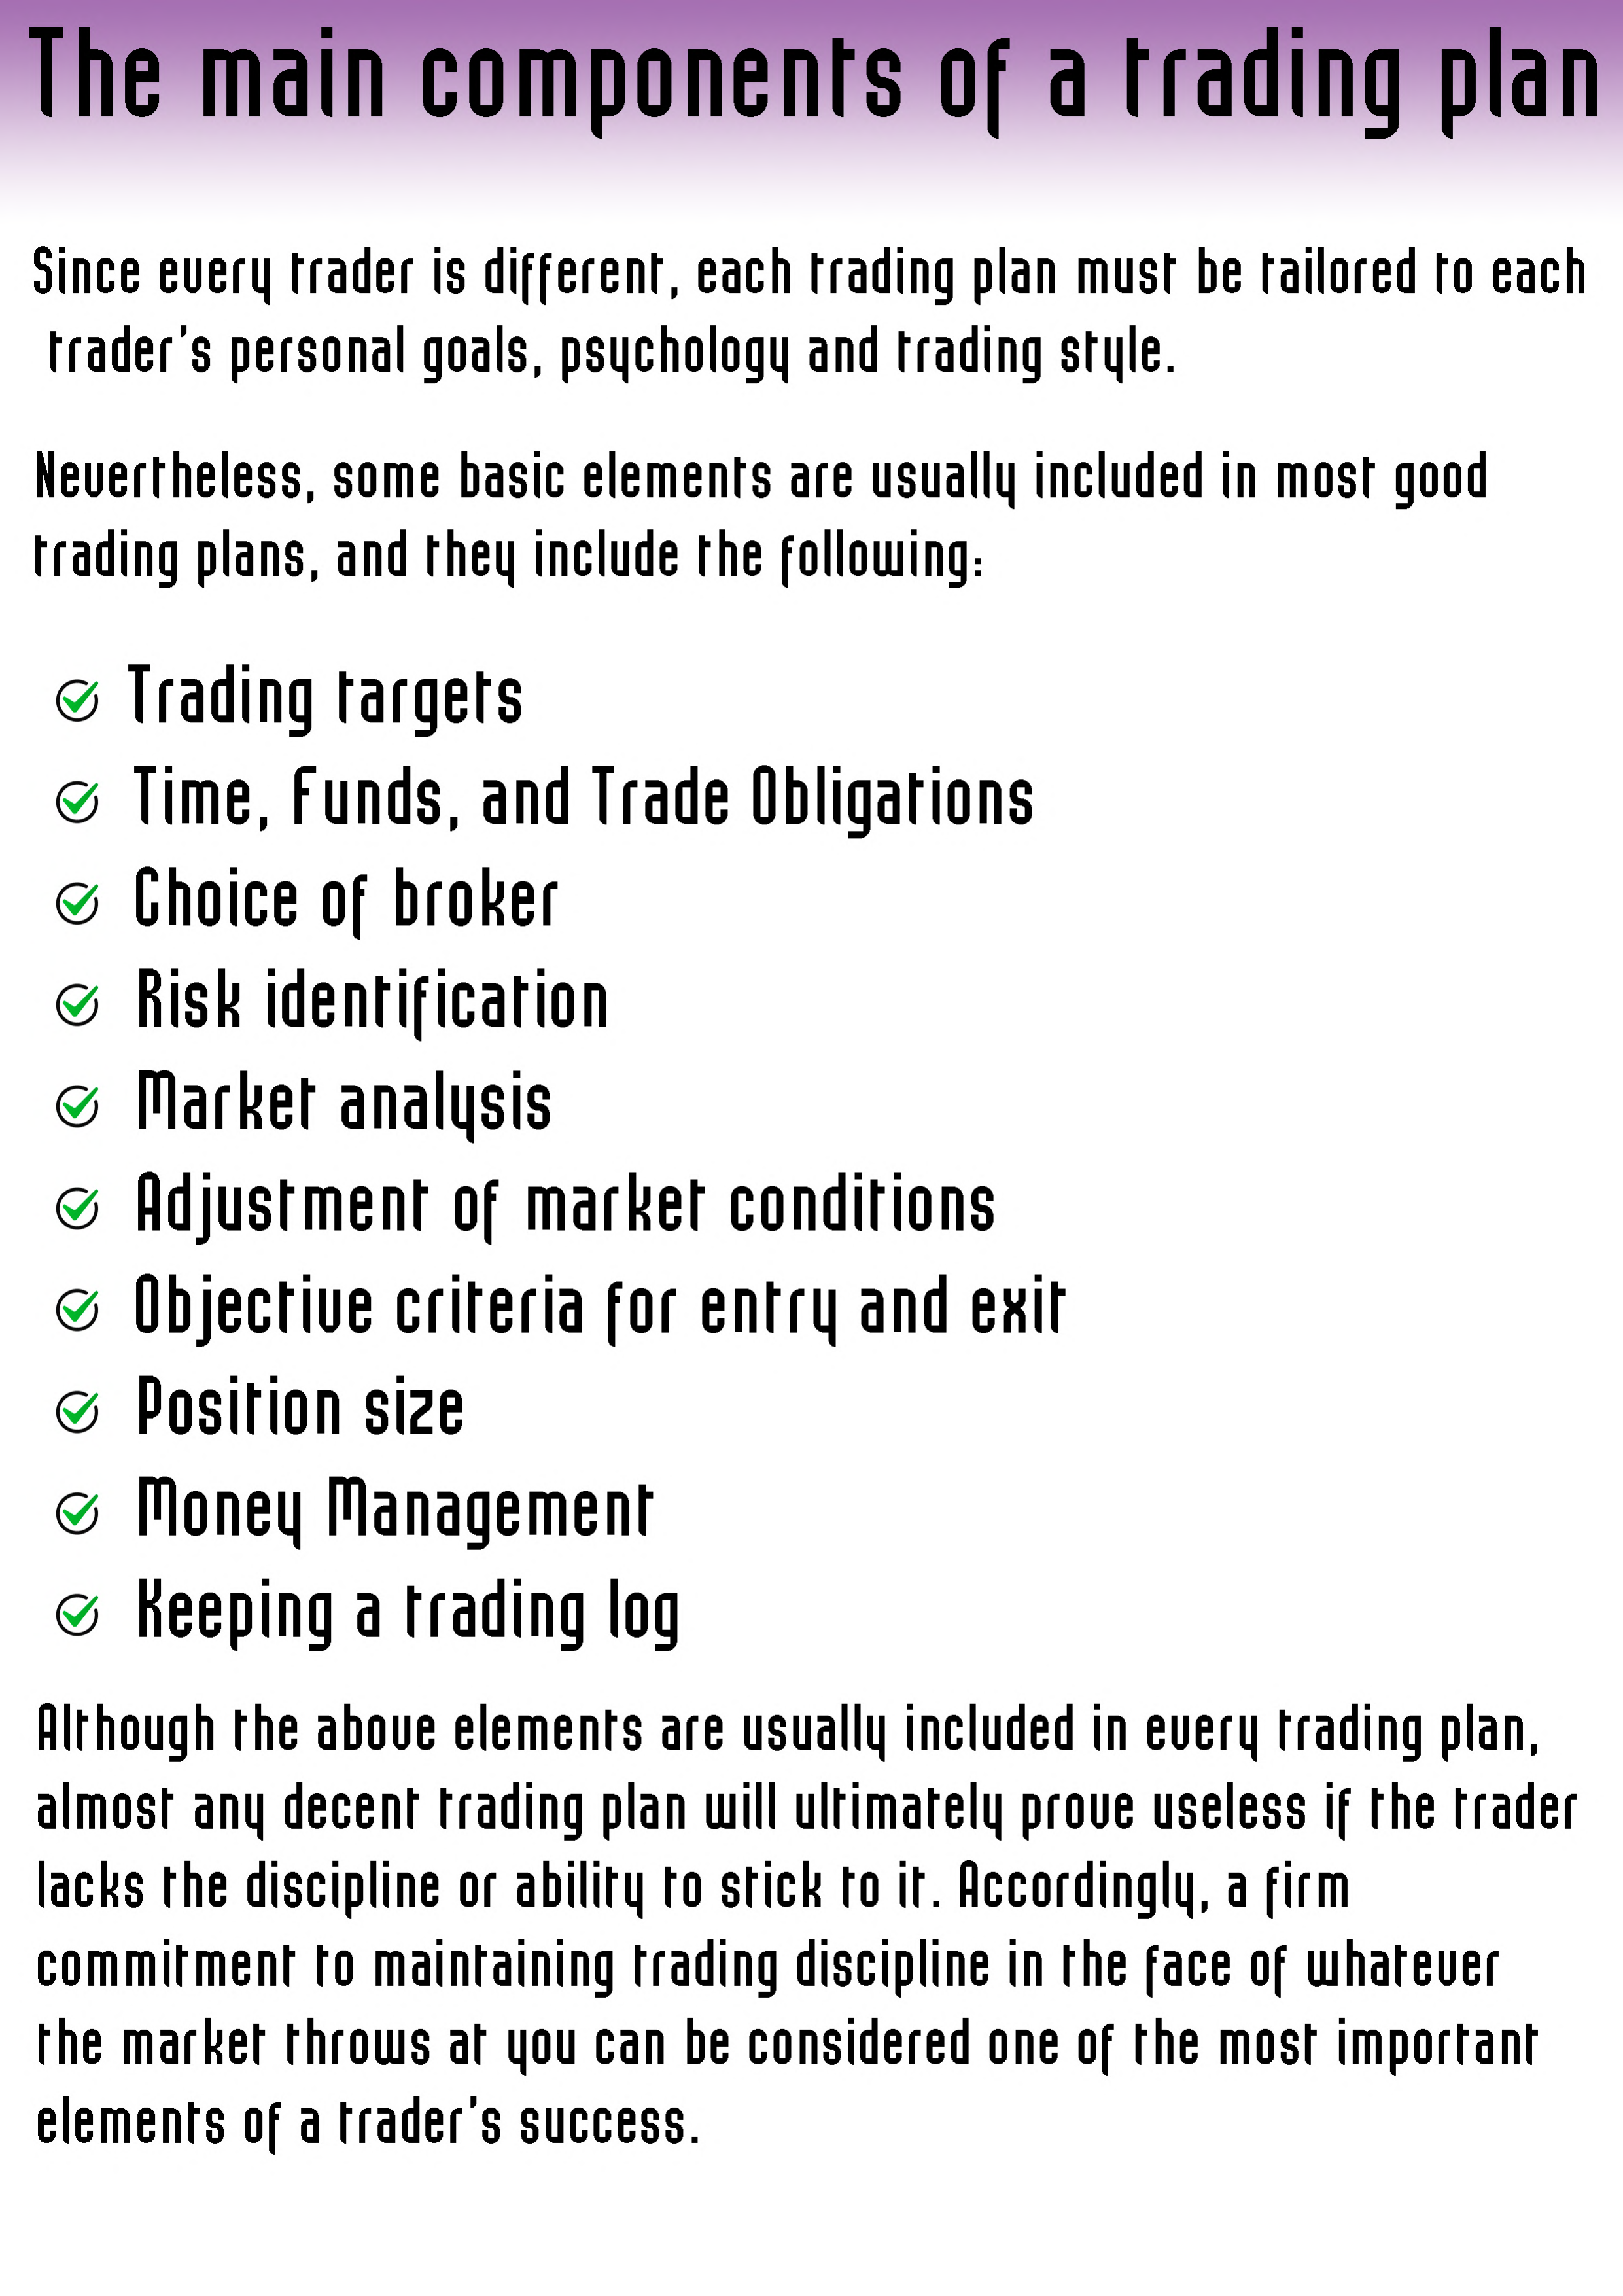 The main components of a trading plan
Since every trader is different, each trading plan must be tailored to each
trader's personal goals, psychology and trading style.
Nevertheless, some basic elements are usually included in most good
trading plans, and they include the following:
Trading targets
Time, Funds, and Trade Obligations
Choice of broker
Risk identification
Market analysis
Adjustment of market conditions
Objective criteria for entry and exit
Position size
Money Management
Keeping a trading log
Although the above elements are usually included in every trading plan,
almost any decent trading plan will ultimately prove useless if the trader
lacks the discipline or ability to stick to it. Accordingly, a firm
commitment to maintaining trading discipline in the face of whatever
the market throws at you can be considered one of the most important
elements of a trader's success.